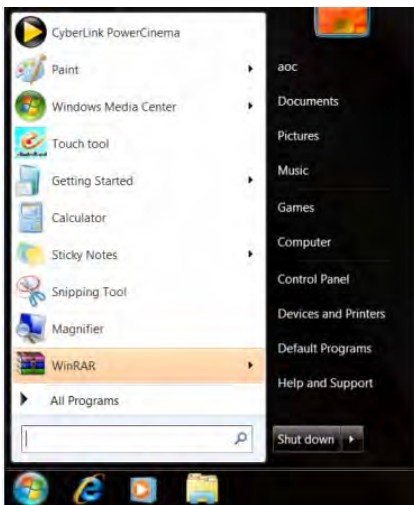 CyberLink PowerCinema
Paint
Windows Media Center
Touch tool
Getting Started
Calculator
Sticky Notes
Snipping Tool
Magnifier
WinRAR
All Programs
aoc
Documents
Pictures
Music
Games
Computer
Control Panel
Devices and Printers
Default Programs
Help and Support
Shut down